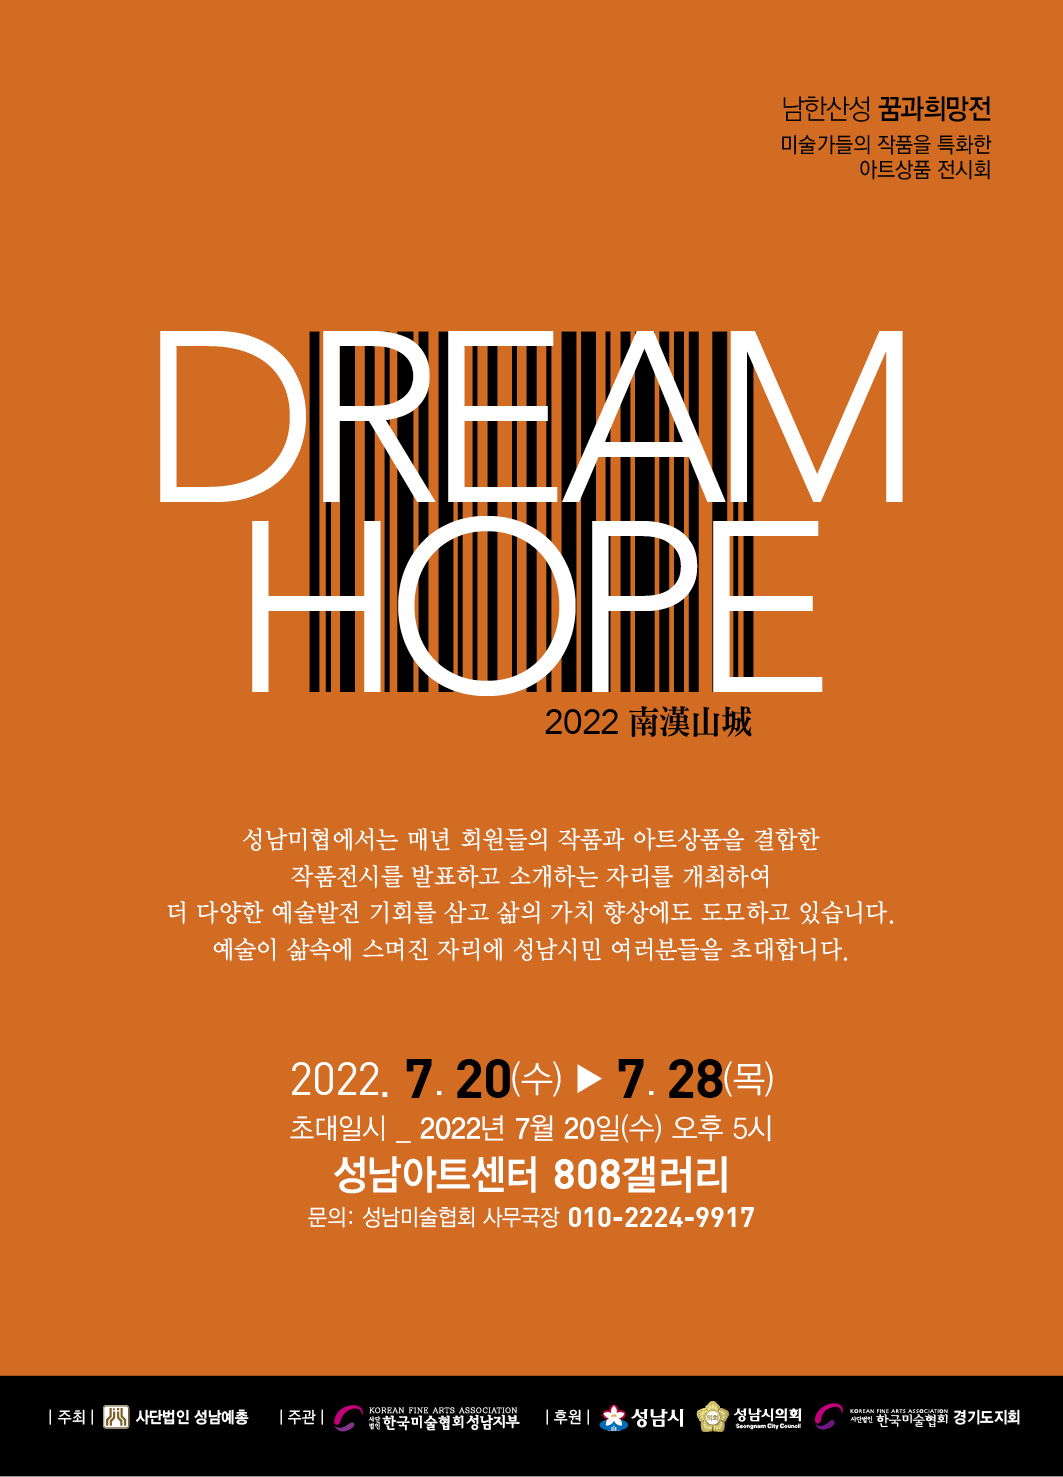 남한산성 꿈과희망전
미술가들의 작품을 특화한
아트상품 전시회
DREAM
HOPE
2022 南漢山城
성남미협에서는 매년 회원들의 작품과 아트상품을 결합한
작품전시를 발표하고 소개하는 자리를 개최하여
더 다양한 예술발전 기회를 삼고 삶의 가치 향상에도 도모하고 있습니다.
예술이 삶속에 스며진 자리에 성남시민 여러분들을 초대합니다.
2022. 7. 20(수) ▶ 7. 28(목)
초대일시 _ 2022년 7월 20일(수) 오후 5시
성남아트센터 808갤러리
문의: 성남미술협회 사무국장 010-2224-9917
| 주최 | 사단법인 성남예총
| 주관 | KOREAN FINE ARTS ASSOCIATION
사단법인 한국미술협회성남지부
| 후원 | 성남시
성남시의회
Seongnam City Council
KOREAN FINE ARTS ASSOCIATION
사단법인 한국미술협회 경기도지회